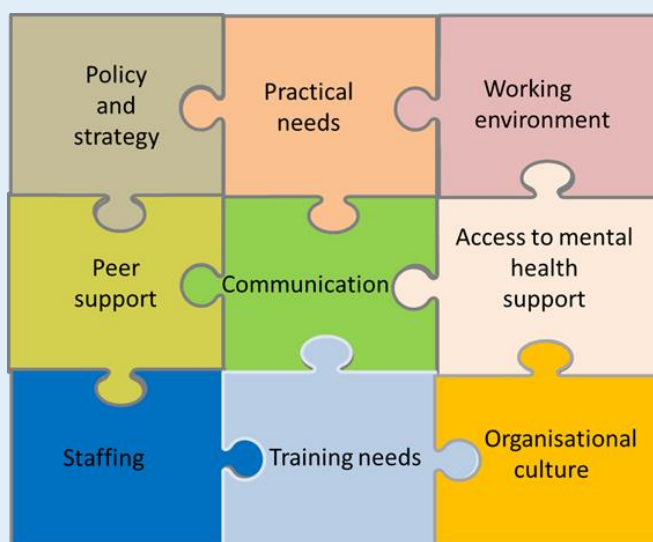 Policy
and
strategy
Practical
needs
Working
environment
Peer
support
Communication
Access to mental
health
support
Staffing
Training needs
Organisational
culture